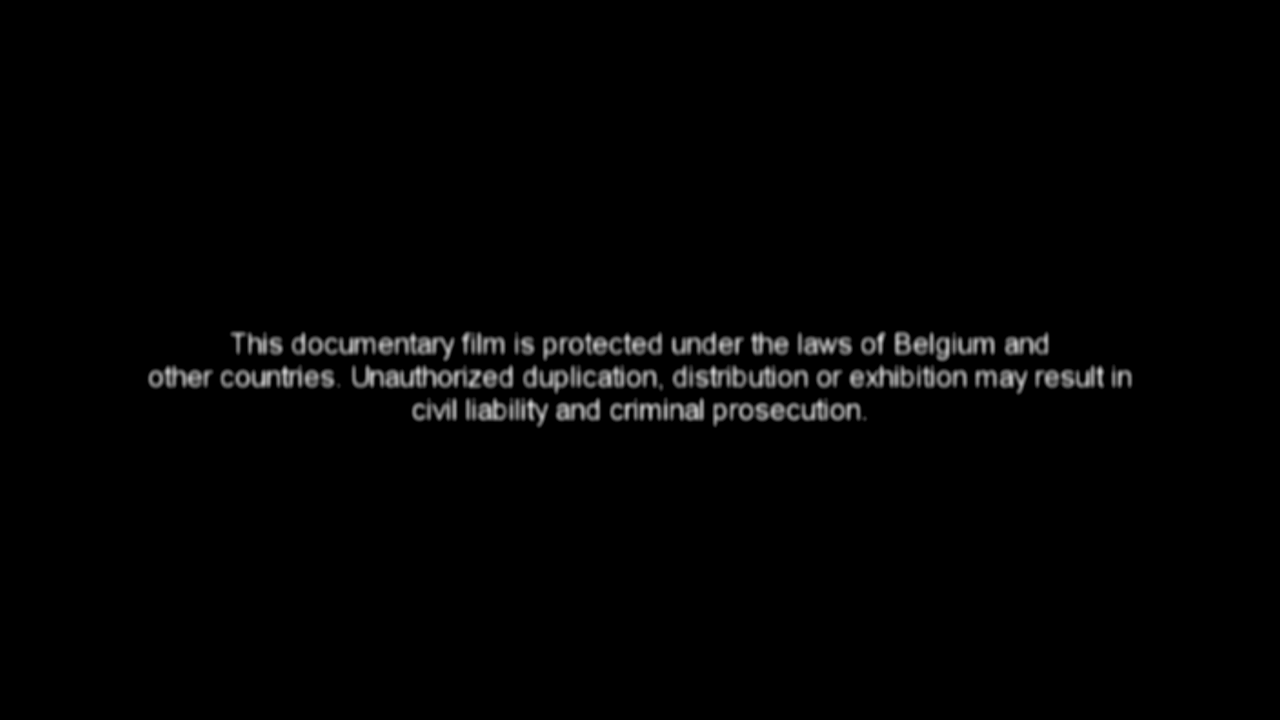 This documentary film is protected under the laws of Belgium and
other countries. Unauthorized duplication, distribution or exhibition may result in
civil liability and criminal prosecution.